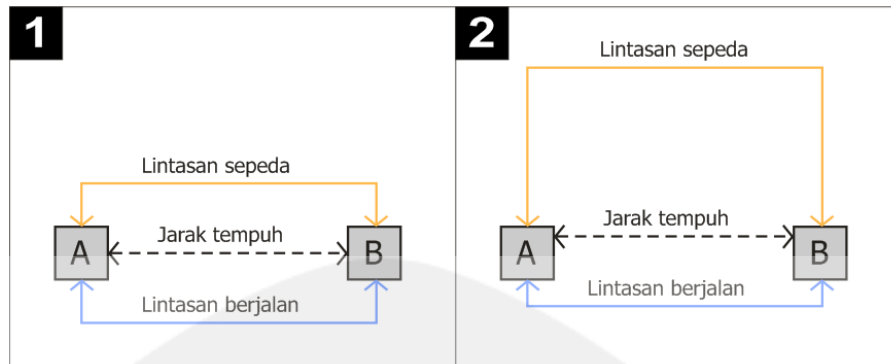 1
Lintasan sepeda
A
Jarak tempuh
B
Lintasan berjalan
2
Lintasan sepeda
A
Jarak tempuh
B
Lintasan berjalan